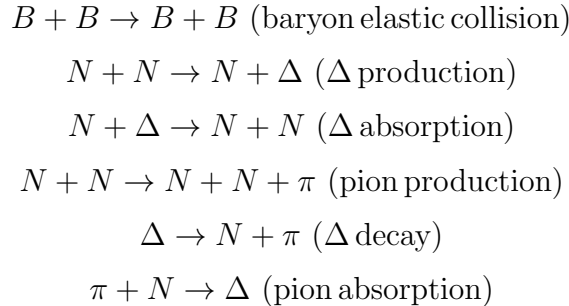 B + B → B + B (baryon elastic collision)
N + N → N + Δ (Δ production)
N + Δ → N + N (Δ absorption)
N + N → N + N + π (pion production)
Δ → N + π (Δ decay)
π + N → Δ (pion absorption)